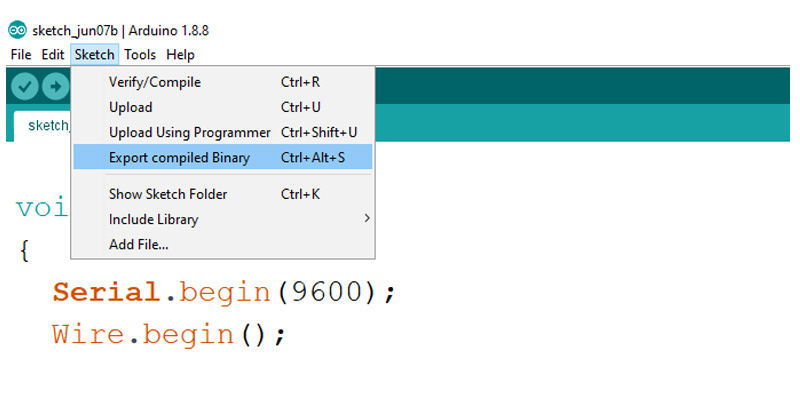 sketch_jun07b | Arduino 1.8.8
File Edit Sketch Tools Help
Verify/Compile Ctrl+R
Upload Ctrl+U
Upload Using Programmer Ctrl+Shift+U
Export compiled Binary Ctrl+Alt+S
sketch_
Show Sketch Folder Ctrl+K
Include Library >
Add File...
voi
{
Serial.begin(9600);
Wire.begin();